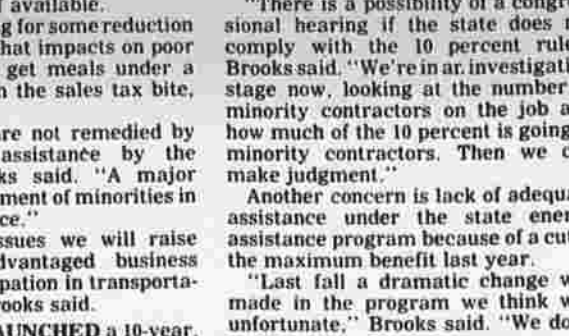 available.
g for some reduction
hat impacts on poor
get meals under a
the sales tax bite,
are not remedied by
assistance by the
ks said. "A major
ment of minorities in
ce."
ssues we will raise
dvantaged business
pation in transporta-
rooks said.
AUNCHED a 10-year,
"There is a possibility of a congr
sional hearing if the state does
comply with the 10 percent rule
Brooks said. "We're in an investigati
stage now, looking at the number
minority contractors on the job a
how much of the 10 percent is going
minority contractors. Then we c
make judgment."
Another concern is lack of adequa
assistance under the state ener
assistance program because of a cu
the maximum benefit last year.
"Last fall a dramatic change w
made in the program we think w
unfortunate," Brooks said. "We do